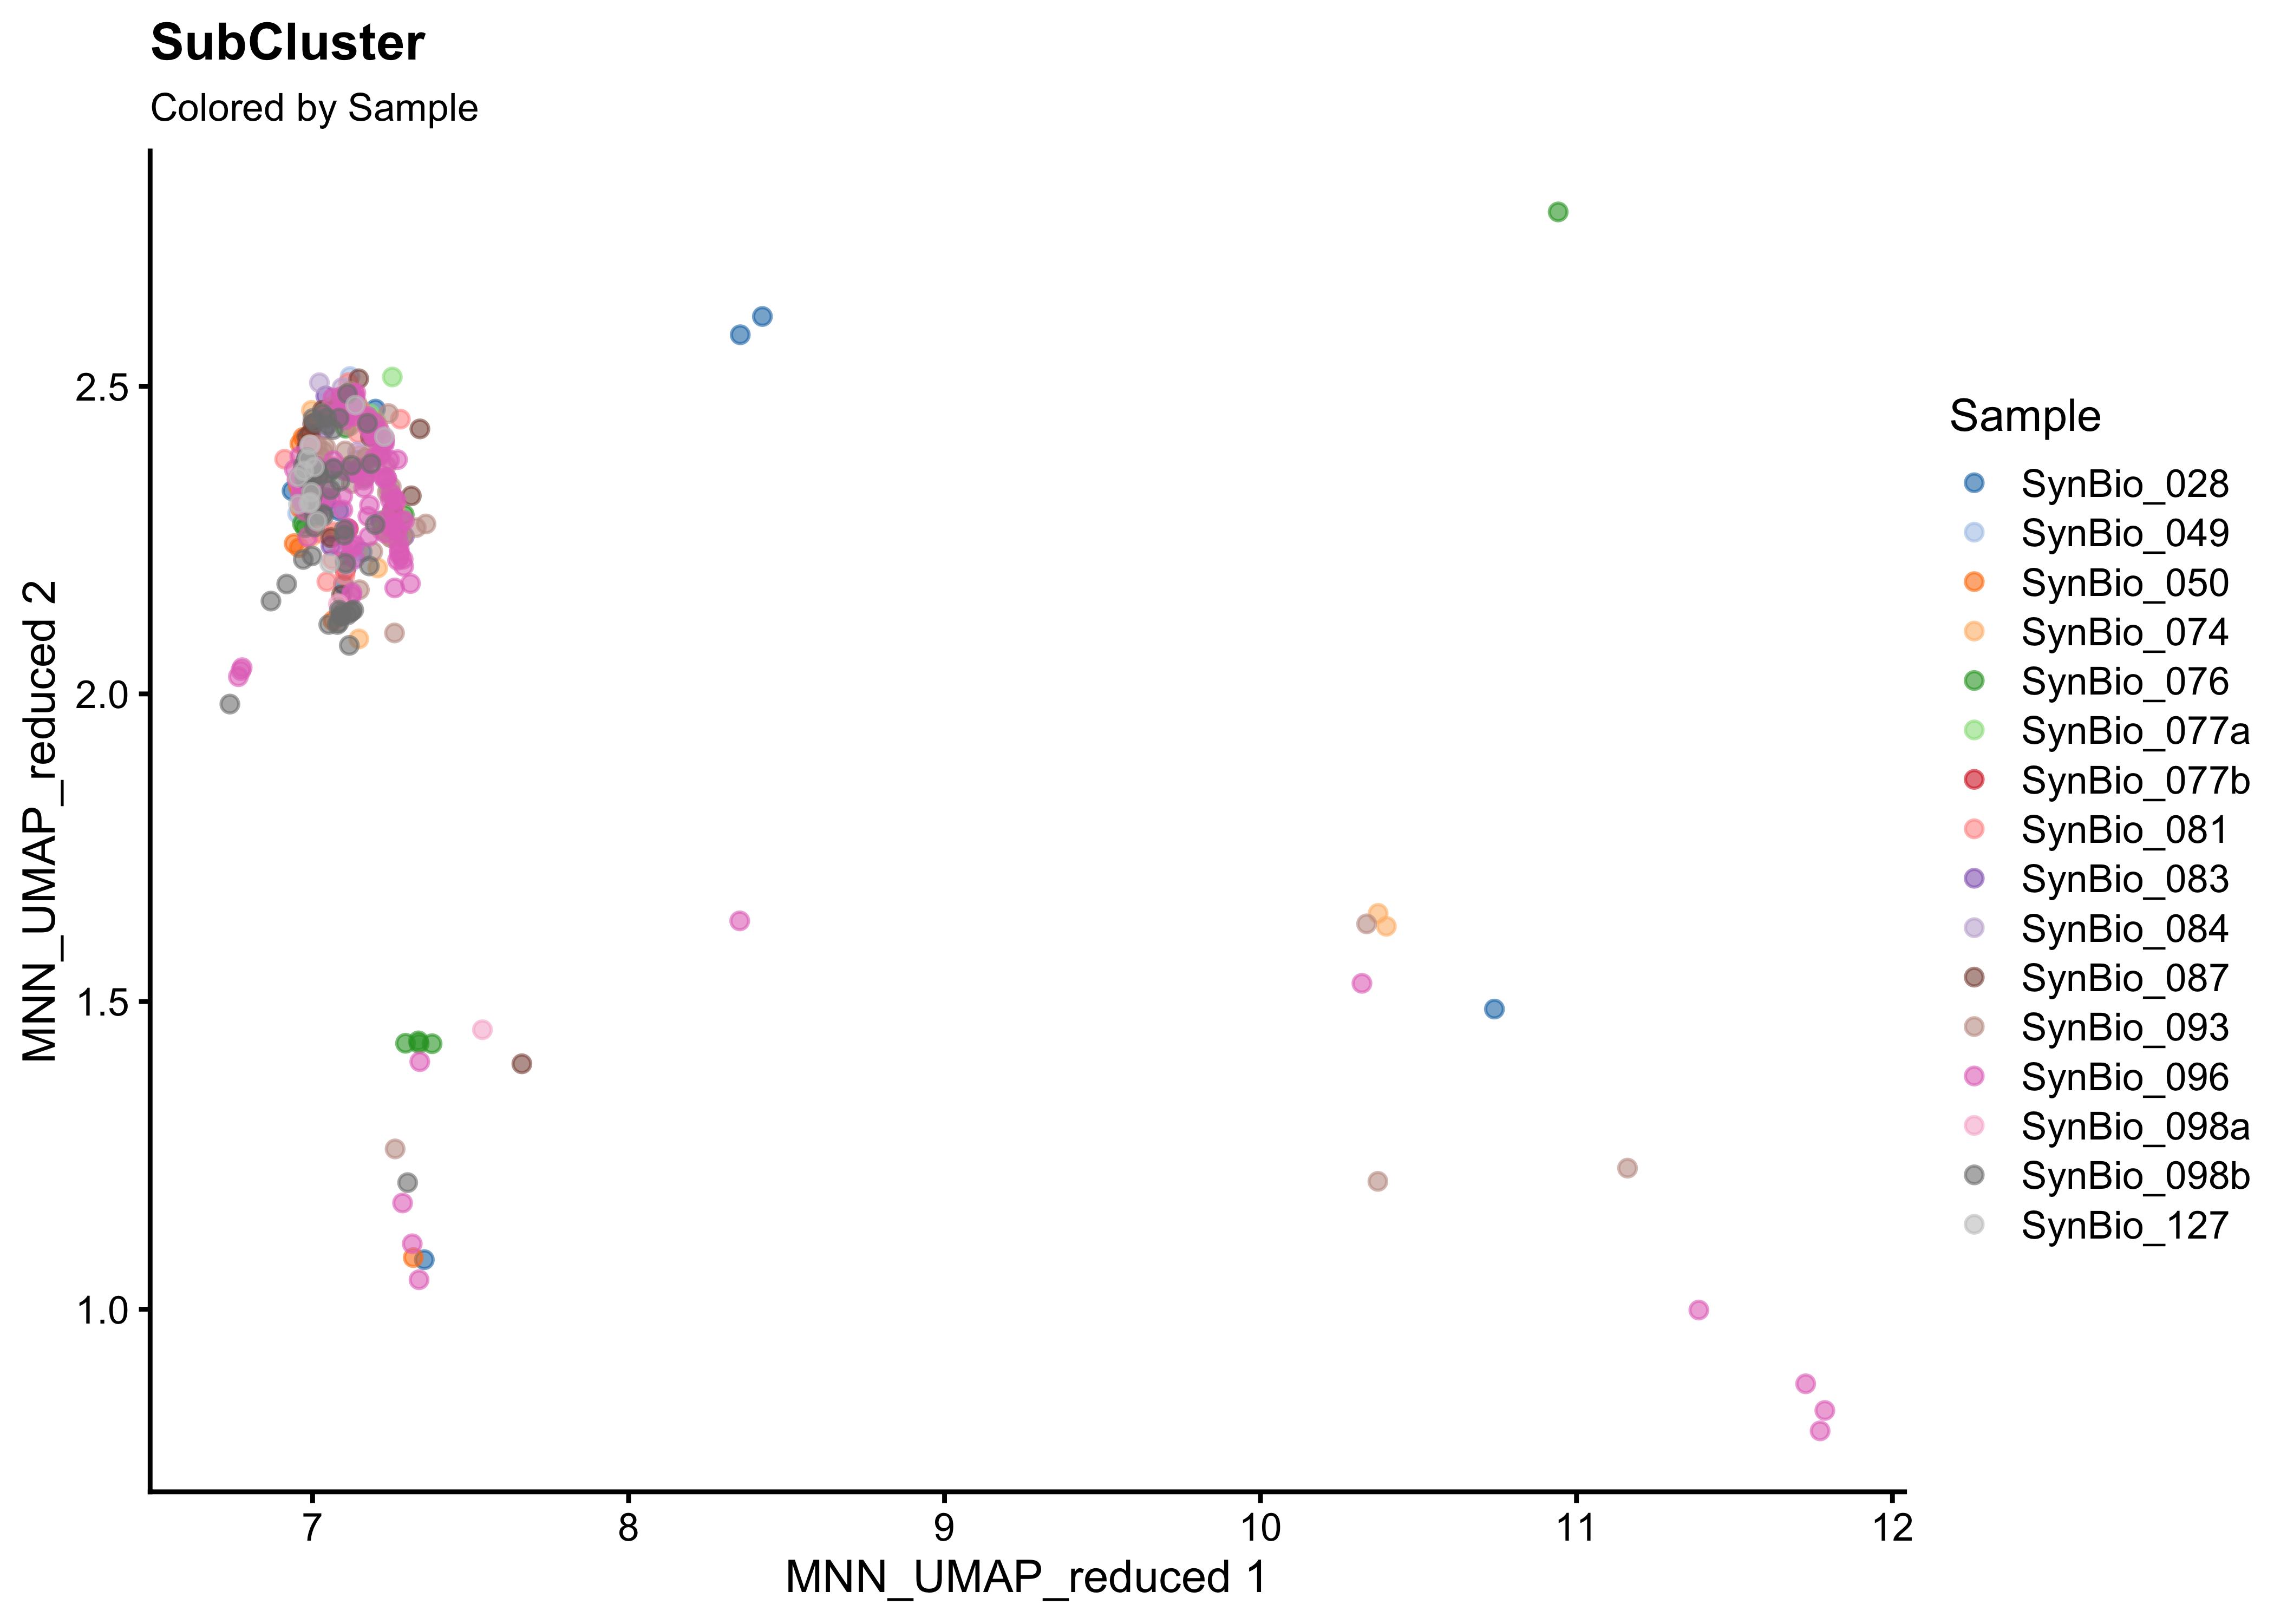 SubCluster
Colored by Sample
MNN_UMAP_reduced 2
2.5
2.0
1.5
1.0
7 8 9 10 11 12
MNN_UMAP_reduced 1
Sample
SynBio_028
SynBio_049
SynBio_050
SynBio_074
SynBio_076
SynBio_077a
SynBio_077b
SynBio_081
SynBio_083
SynBio_084
SynBio_087
SynBio_093
SynBio_096
SynBio_098a
SynBio_098b
SynBio_127